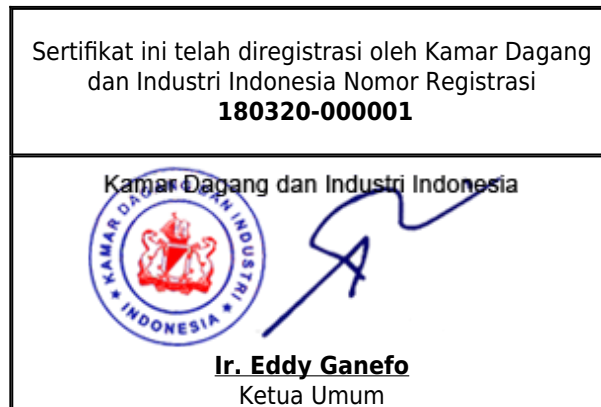 Sertifikat ini telah diregistrasi oleh Kamar Dagang
dan Industri Indonesia Nomor Registrasi
180320-000001
Kamar Dagang dan Industri Indonesia
KAMAR DAGANG DAN INDUSTRI
INDONESIA
Ir. Eddy Ganefo
Ketua Umum